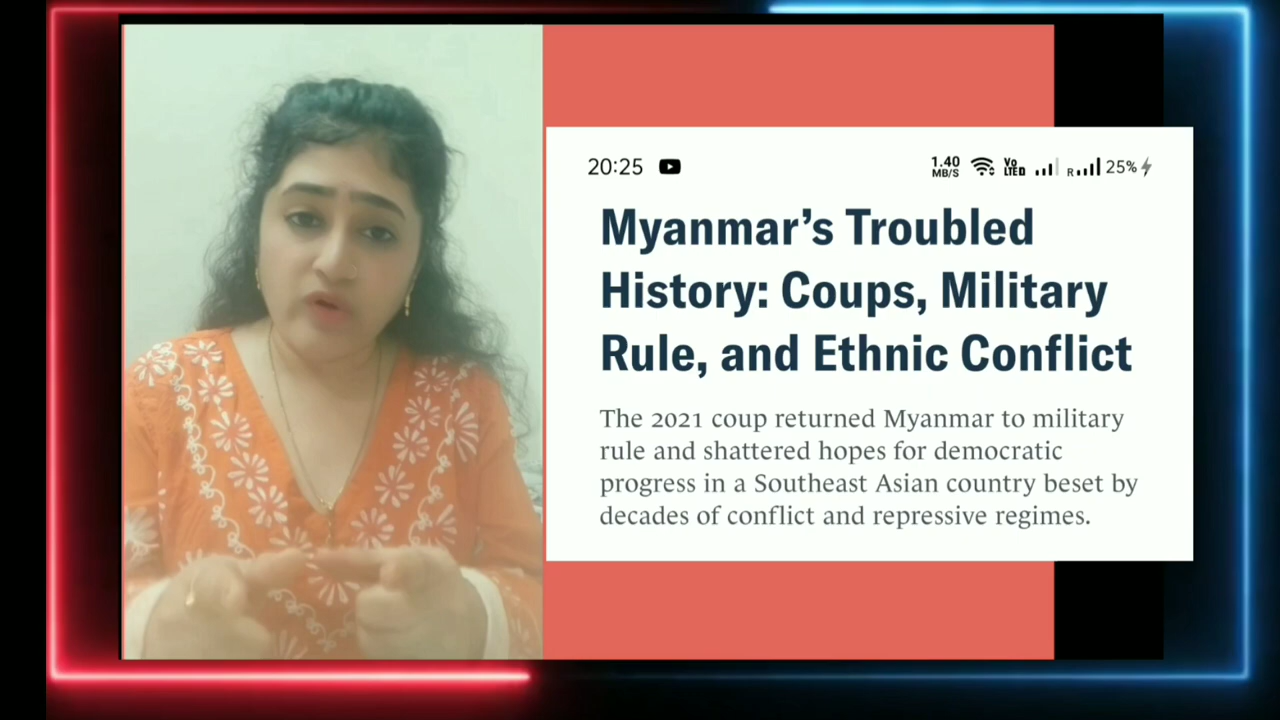 20:25 1.40 MB/S Vo LTED R 25%
Myanmar’s Troubled
History: Coups, Military
Rule, and Ethnic Conflict
The 2021 coup returned Myanmar to military
rule and shattered hopes for democratic
progress in a Southeast Asian country beset by
decades of conflict and repressive regimes.